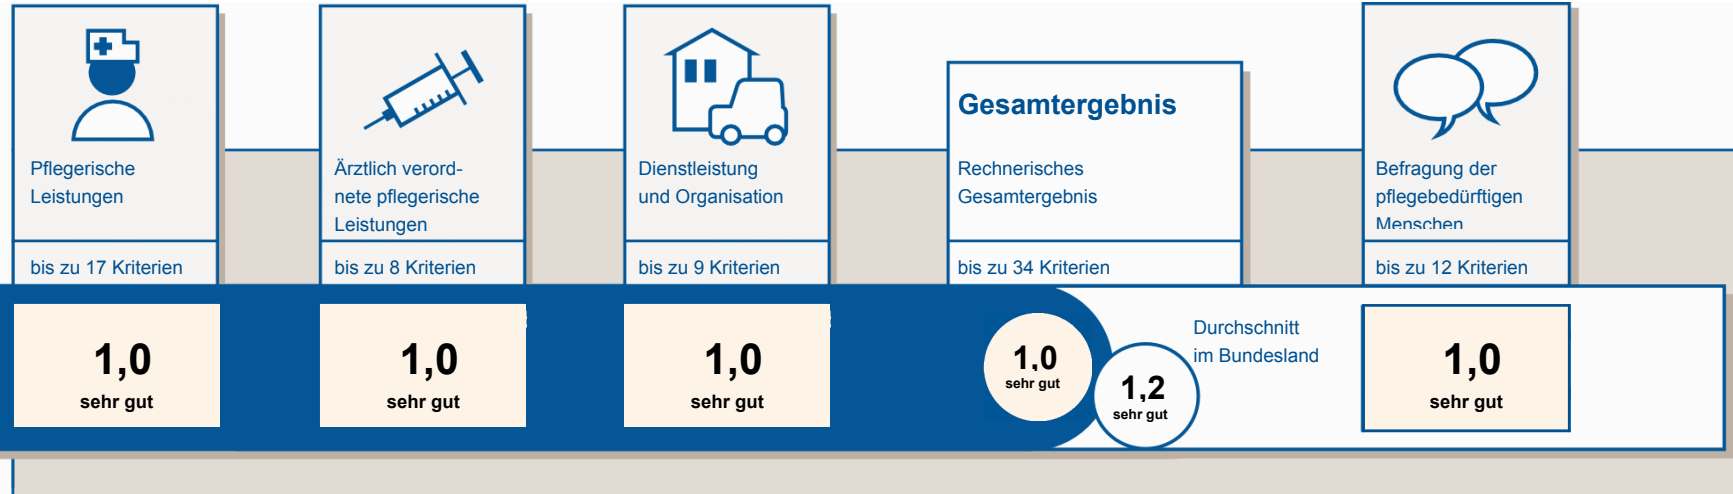 Pflegerische
Leistungen
bis zu 17 Kriterien
1,0
sehr gut
Ärztlich verord-
nete pflegerische
Leistungen
bis zu 8 Kriterien
1,0
sehr gut
Dienstleistung
und Organisation
bis zu 9 Kriterien
1,0
sehr gut
Gesamtergebnis
Rechnerisches
Gesamtergebnis
bis zu 34 Kriterien
1,0
sehr gut
1,2
sehr gut
Durchschnitt
im Bundesland
Befragung der
pflegebedürftigen
Menschen
bis zu 12 Kriterien
1,0
sehr gut